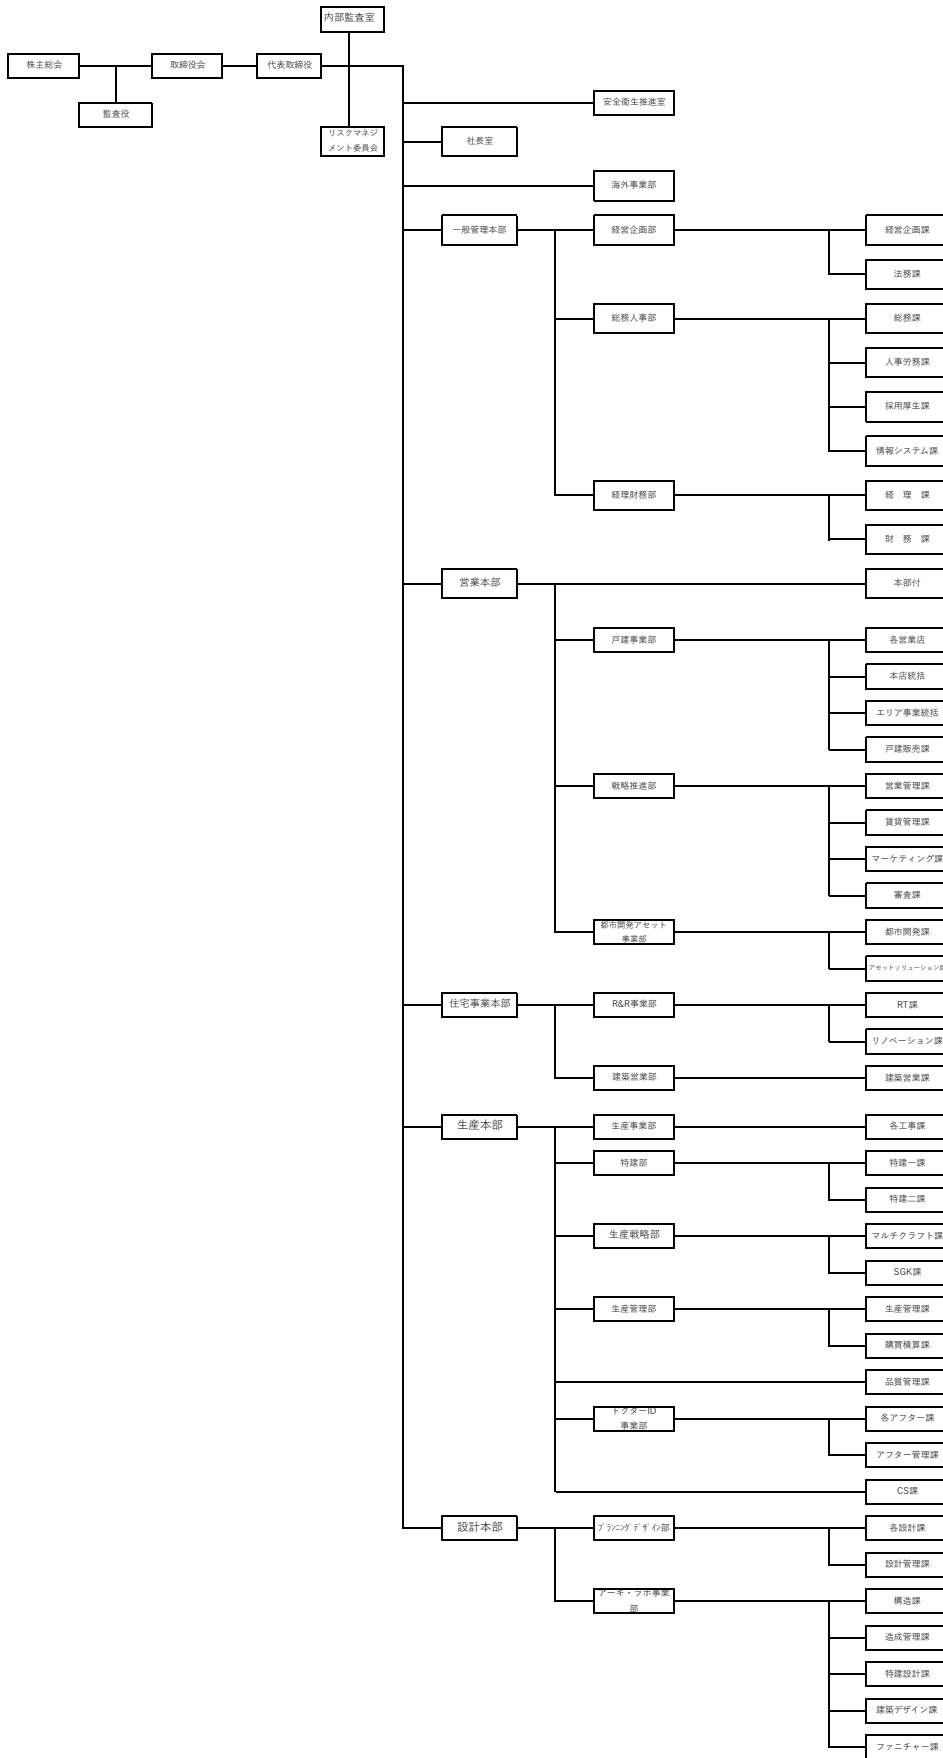 内部監査室
株主総会
取締役会
代表取締役
監査役
リスクマネジ
メント委員会
安全衛生推進室
社長室
海外事業部
一般管理本部
経営企画部
経営企画課
法務課
総務人事部
総務課
人事労務課
採用厚生課
情報システム課
経理財務部
経　理　課
財　務　課
営業本部
本部付
戸建事業部
各営業店
本店統括
エリア事業統括
戸建販売課
戦略推進部
営業管理課
賃貸管理課
マーケティング課
審査課
都市開発アセット
事業部
都市開発課
アセットソリューション課
住宅事業本部
R&R事業部
RT課
リノベーション課
建築営業部
建築営業課
生産本部
生産事業部
各工事課
特建部
特建一課
特建二課
生産戦略部
マルチクラフト課
SGK課
生産管理部
生産管理課
購買積算課
品質管理課
ドクターID
事業部
各アフター課
アフター管理課
CS課
設計本部
プランニングデザイン部
各設計課
設計管理課
アーキ・ラボ事業
部
構造課
造成管理課
特建設計課
建築デザイン課
ファニチャー課